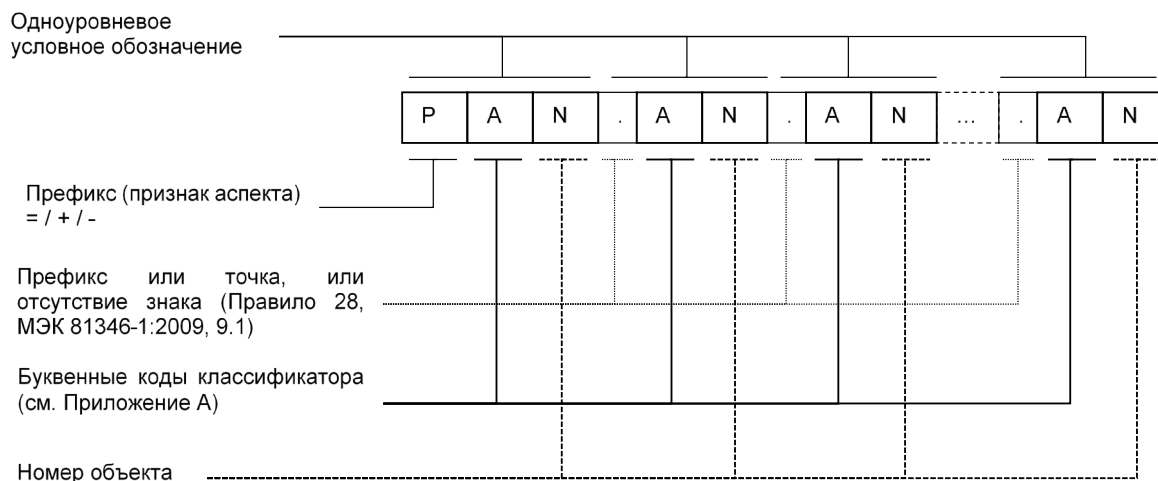 Одноуровневое
условное обозначение
P A N . A N . A N ... . A N
Префикс (признак аспекта)
= / + / -
Префикс или точка, или
отсутствие знака (Правило 28,
МЭК 81346-1:2009, 9.1)
Буквенные коды классификатора
(см. Приложение А)
Номер объекта